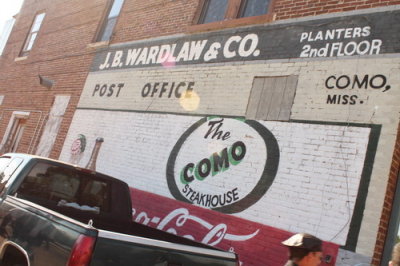 J.B. WARDLAW & CO.
PLANTERS
2nd FLOOR
POST OFFICE
COMO,
MISS.
The
COMO
STEAKHOUSE
Coca-Cola